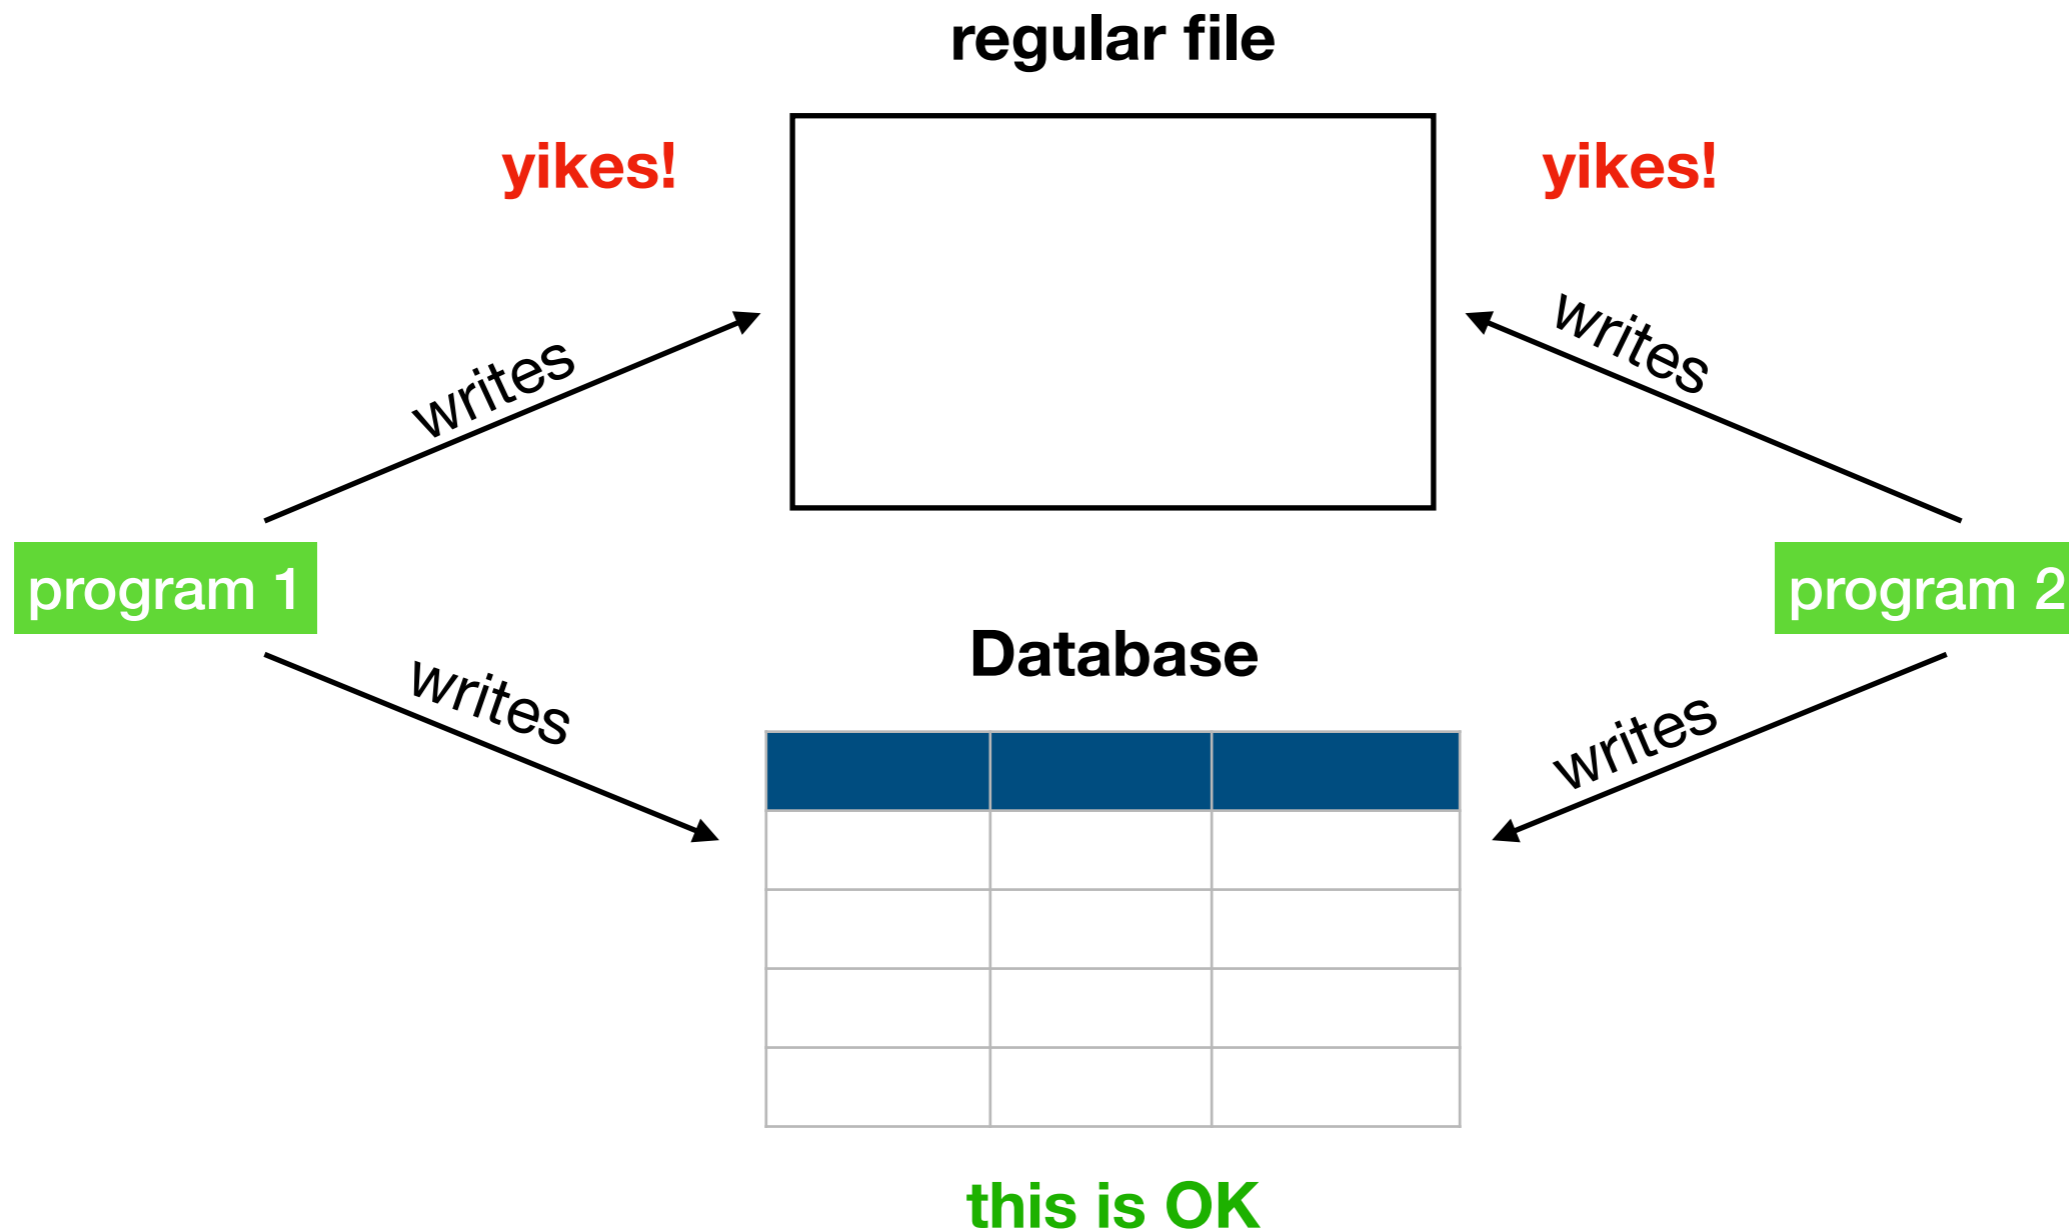 regular file
yikes!
yikes!
writes
writes
program 1
program 2
Database
writes
writes
this is OK